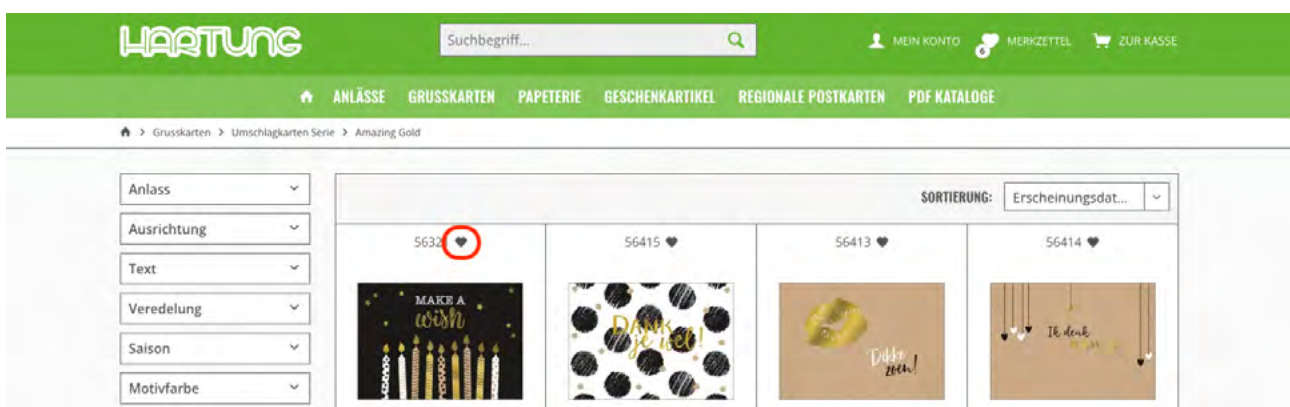 HARTUNG
Suchbegriff...
MEIN KONTO
6
MERKZETTEL
ZUR KASSE
ANLÄSSE GRUSSKARTEN PAPETERIE GESCHENKARTIKEL REGIONALE POSTKARTEN PDF KATALOGE
> Grusskarten > Umschlagkarten Serie > Amazing Gold
Anlass
Ausrichtung
Text
Veredelung
Saison
Motivfarbe
SORTIERUNG: Erscheinungsdat...
5632
56415
56413
56414
MAKE A
wish
DANK
je wel!
Dikke
zoen!
Ik denk